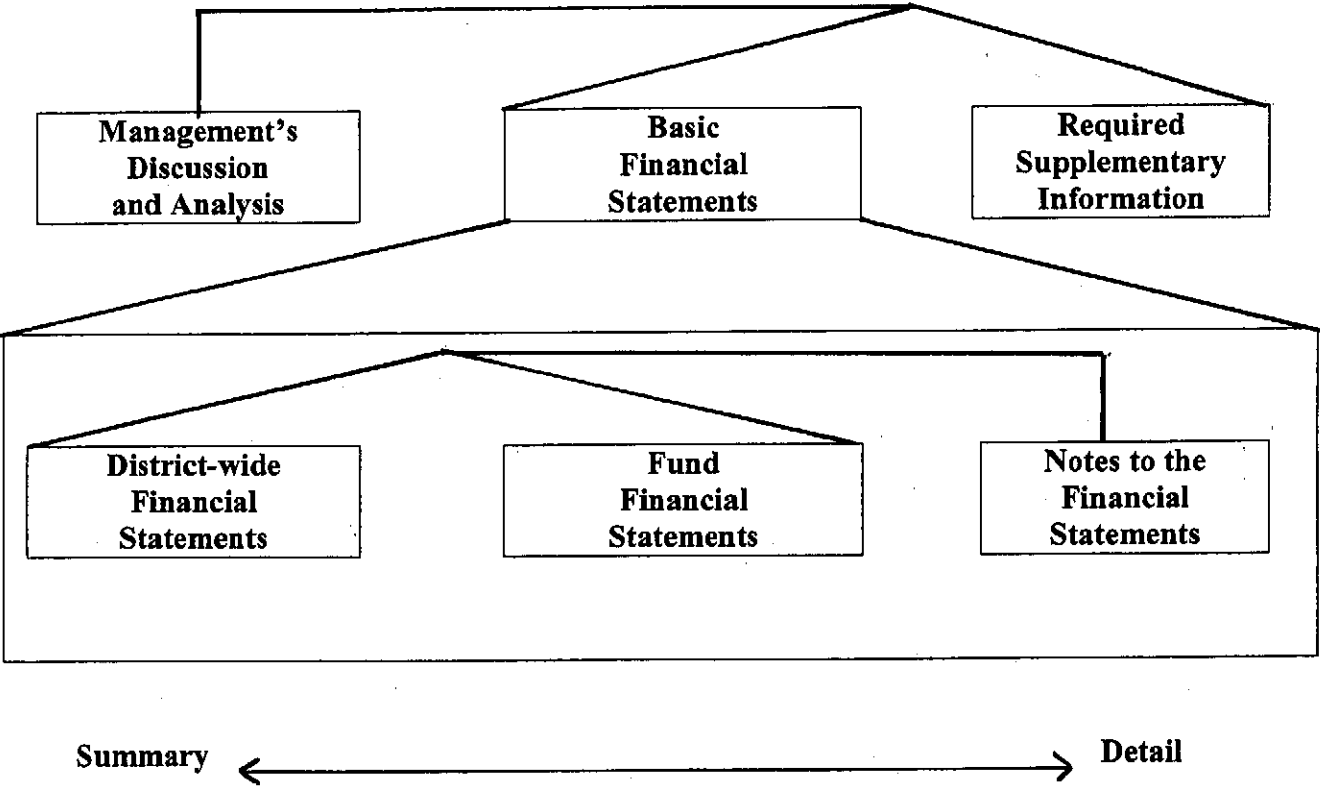 Management's
Discussion
and Analysis
Basic
Financial
Statements
Required
Supplementary
Information
District-wide
Financial
Statements
Fund
Financial
Statements
Notes to the
Financial
Statements
Summary
Detail